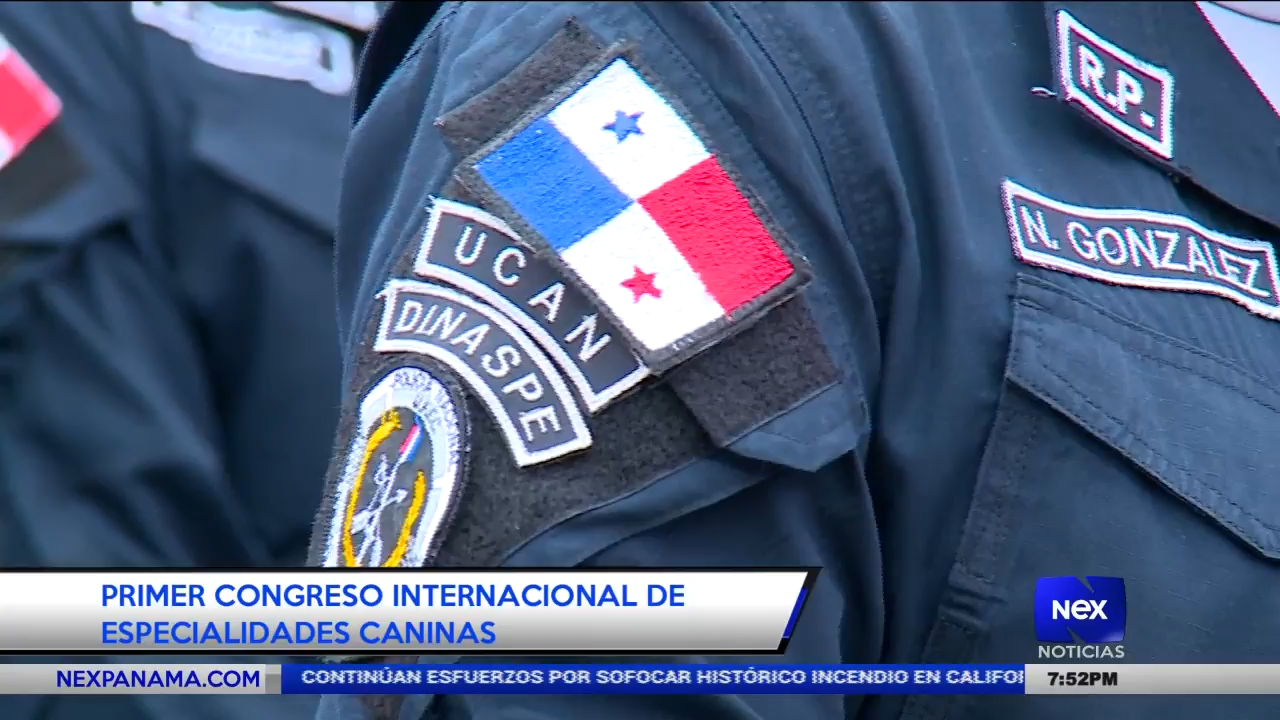 R.P.
N. GONZALEZ
UCAN
DINASPE
PRIMER CONGRESO INTERNACIONAL DE
ESPECIALIDADES CANINAS
NEX
NOTICIAS
NEXPANAMA.COM
CONTINÚAN ESFUERZOS POR SOFOCAR HISTÓRICO INCENDIO EN CALIFOR
7:52PM